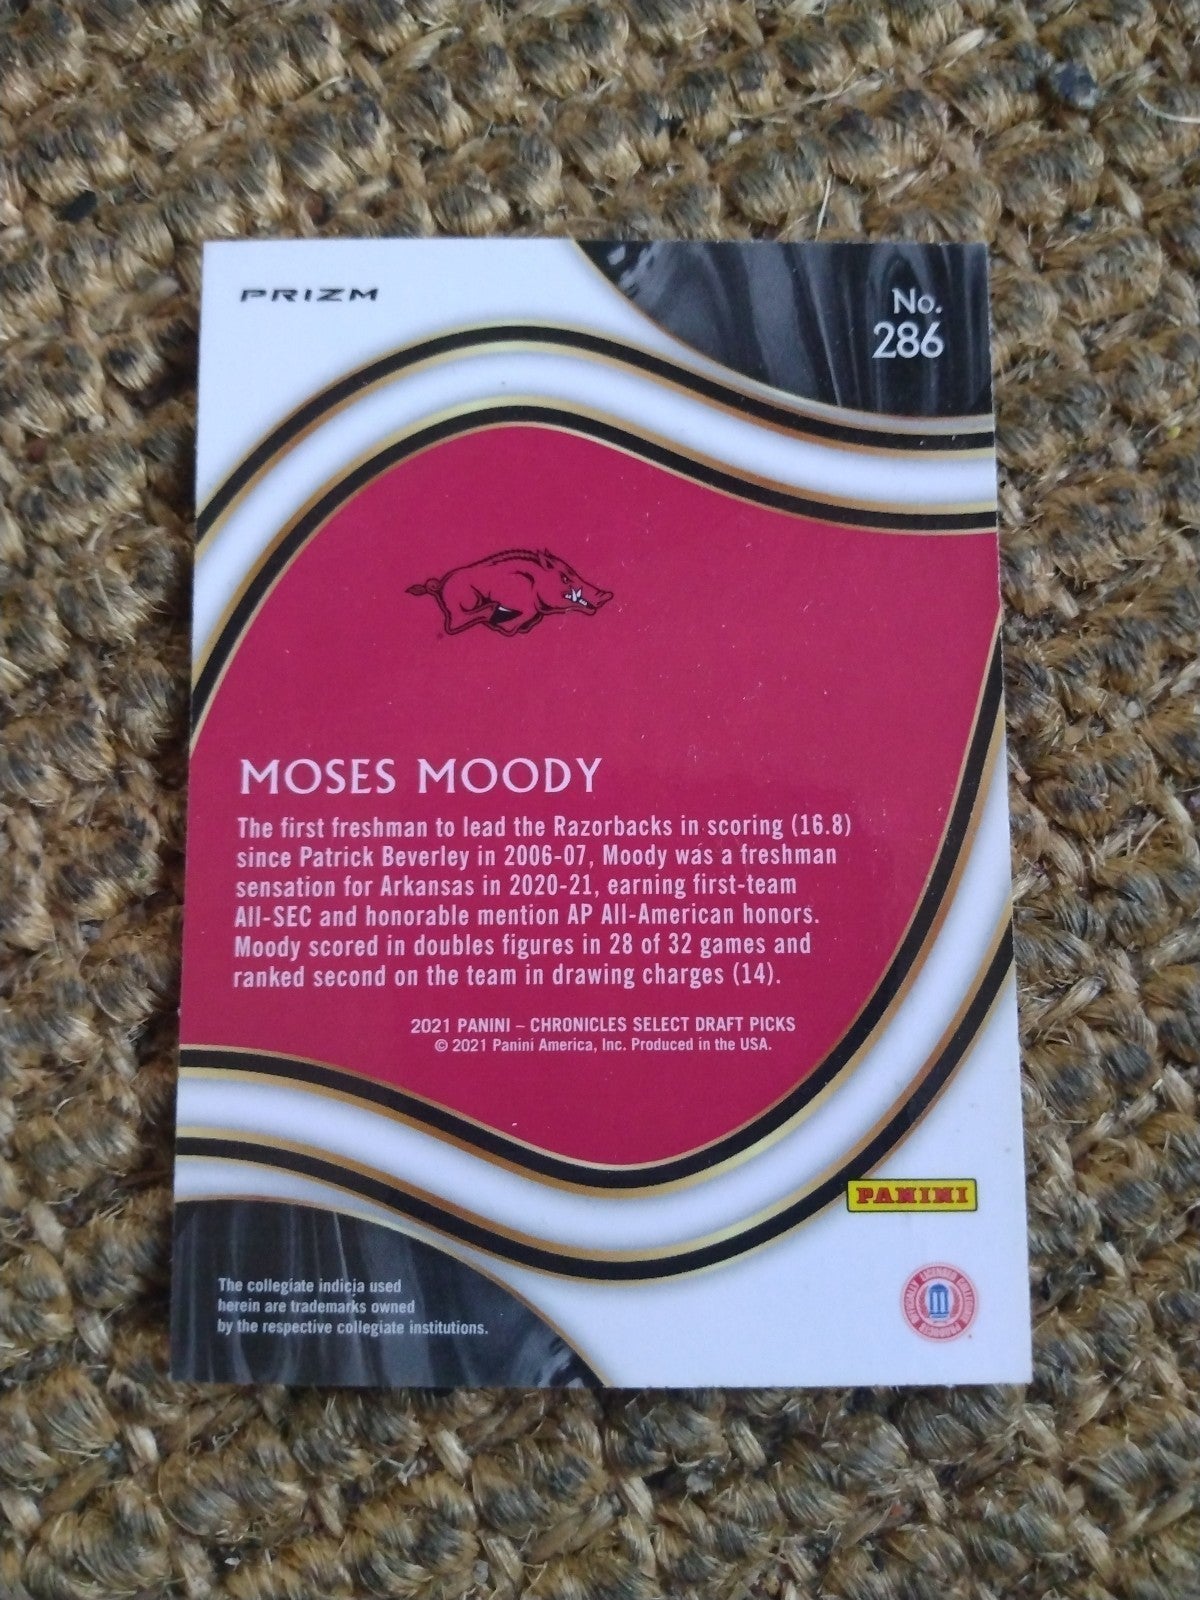 PRIZM
No.
286
MOSES MOODY
The first freshman to lead the Razorbacks in scoring (16.8)
since Patrick Beverley in 2006-07, Moody was a freshman
sensation for Arkansas in 2020-21, earning first-team
All-SEC and honorable mention AP All-American honors.
Moody scored in doubles figures in 28 of 32 games and
ranked second on the team in drawing charges (14).
2021 PANINI – CHRONICLES SELECT DRAFT PICKS
© 2021 Panini America, Inc. Produced in the USA.
PANINI
The collegiate indicia used
herein are trademarks owned
by the respective collegiate institutions.
OFFICIALLY LICENSED COLLEGIATE PRODUCTS